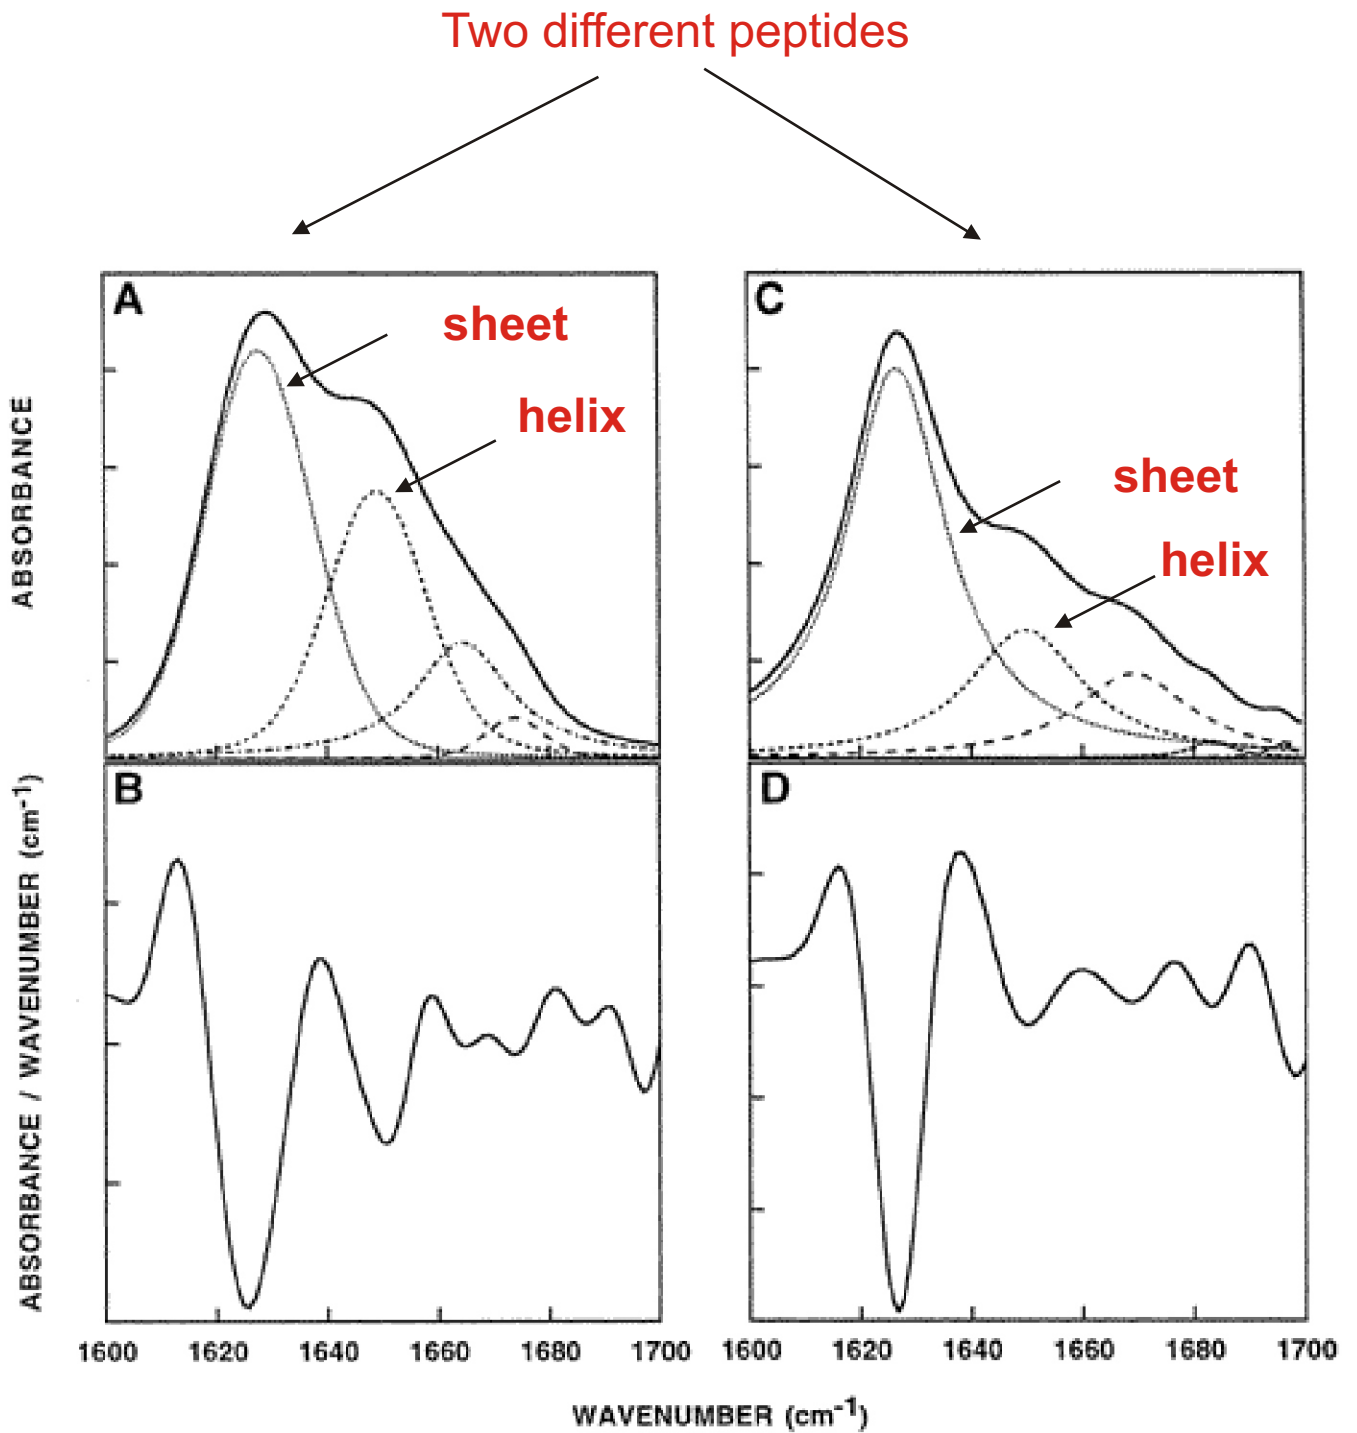 Two different peptides
A
sheet
helix
C
sheet
helix
ABSORBANCE
B
D
ABSORBANCE / WAVENUMBER (cm-1)
1600 1620 1640 1660 1680 1700
1600 1620 1640 1660 1680 1700
WAVENUMBER (cm-1)